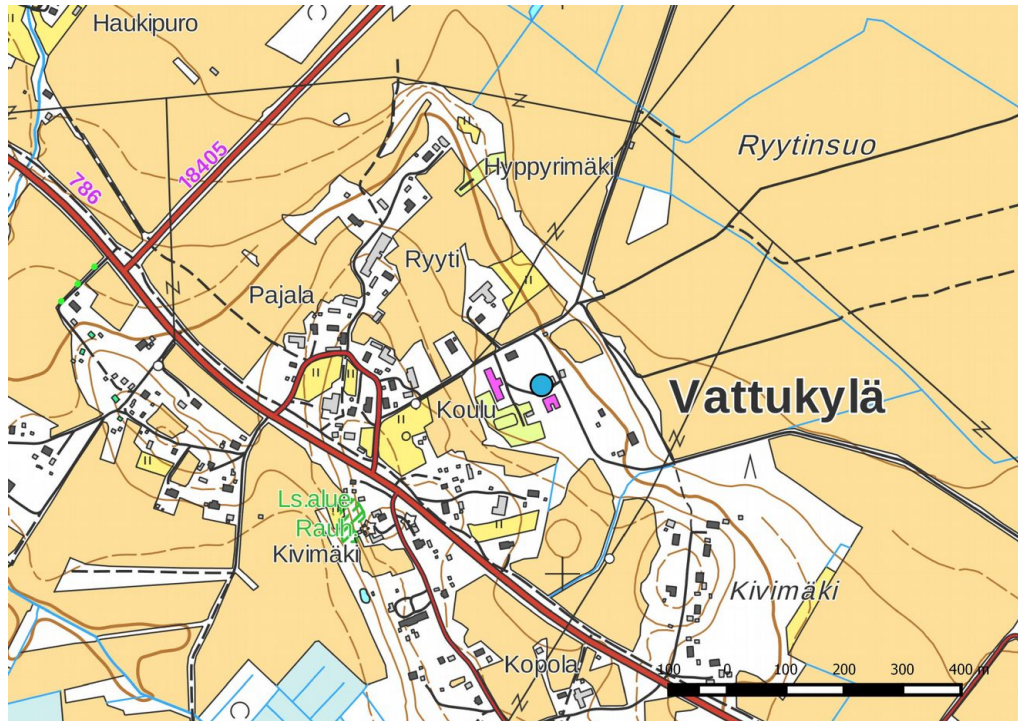 Haukipuro
18405
786
Ryytinsuo
Hyppyrimäki
Ryyti
Pajala
Vattukylä
Koulu
Ls.alue
Rauh.
Kivimäki
Kivimäki
Kopola
100 0 100 200 300 400 m